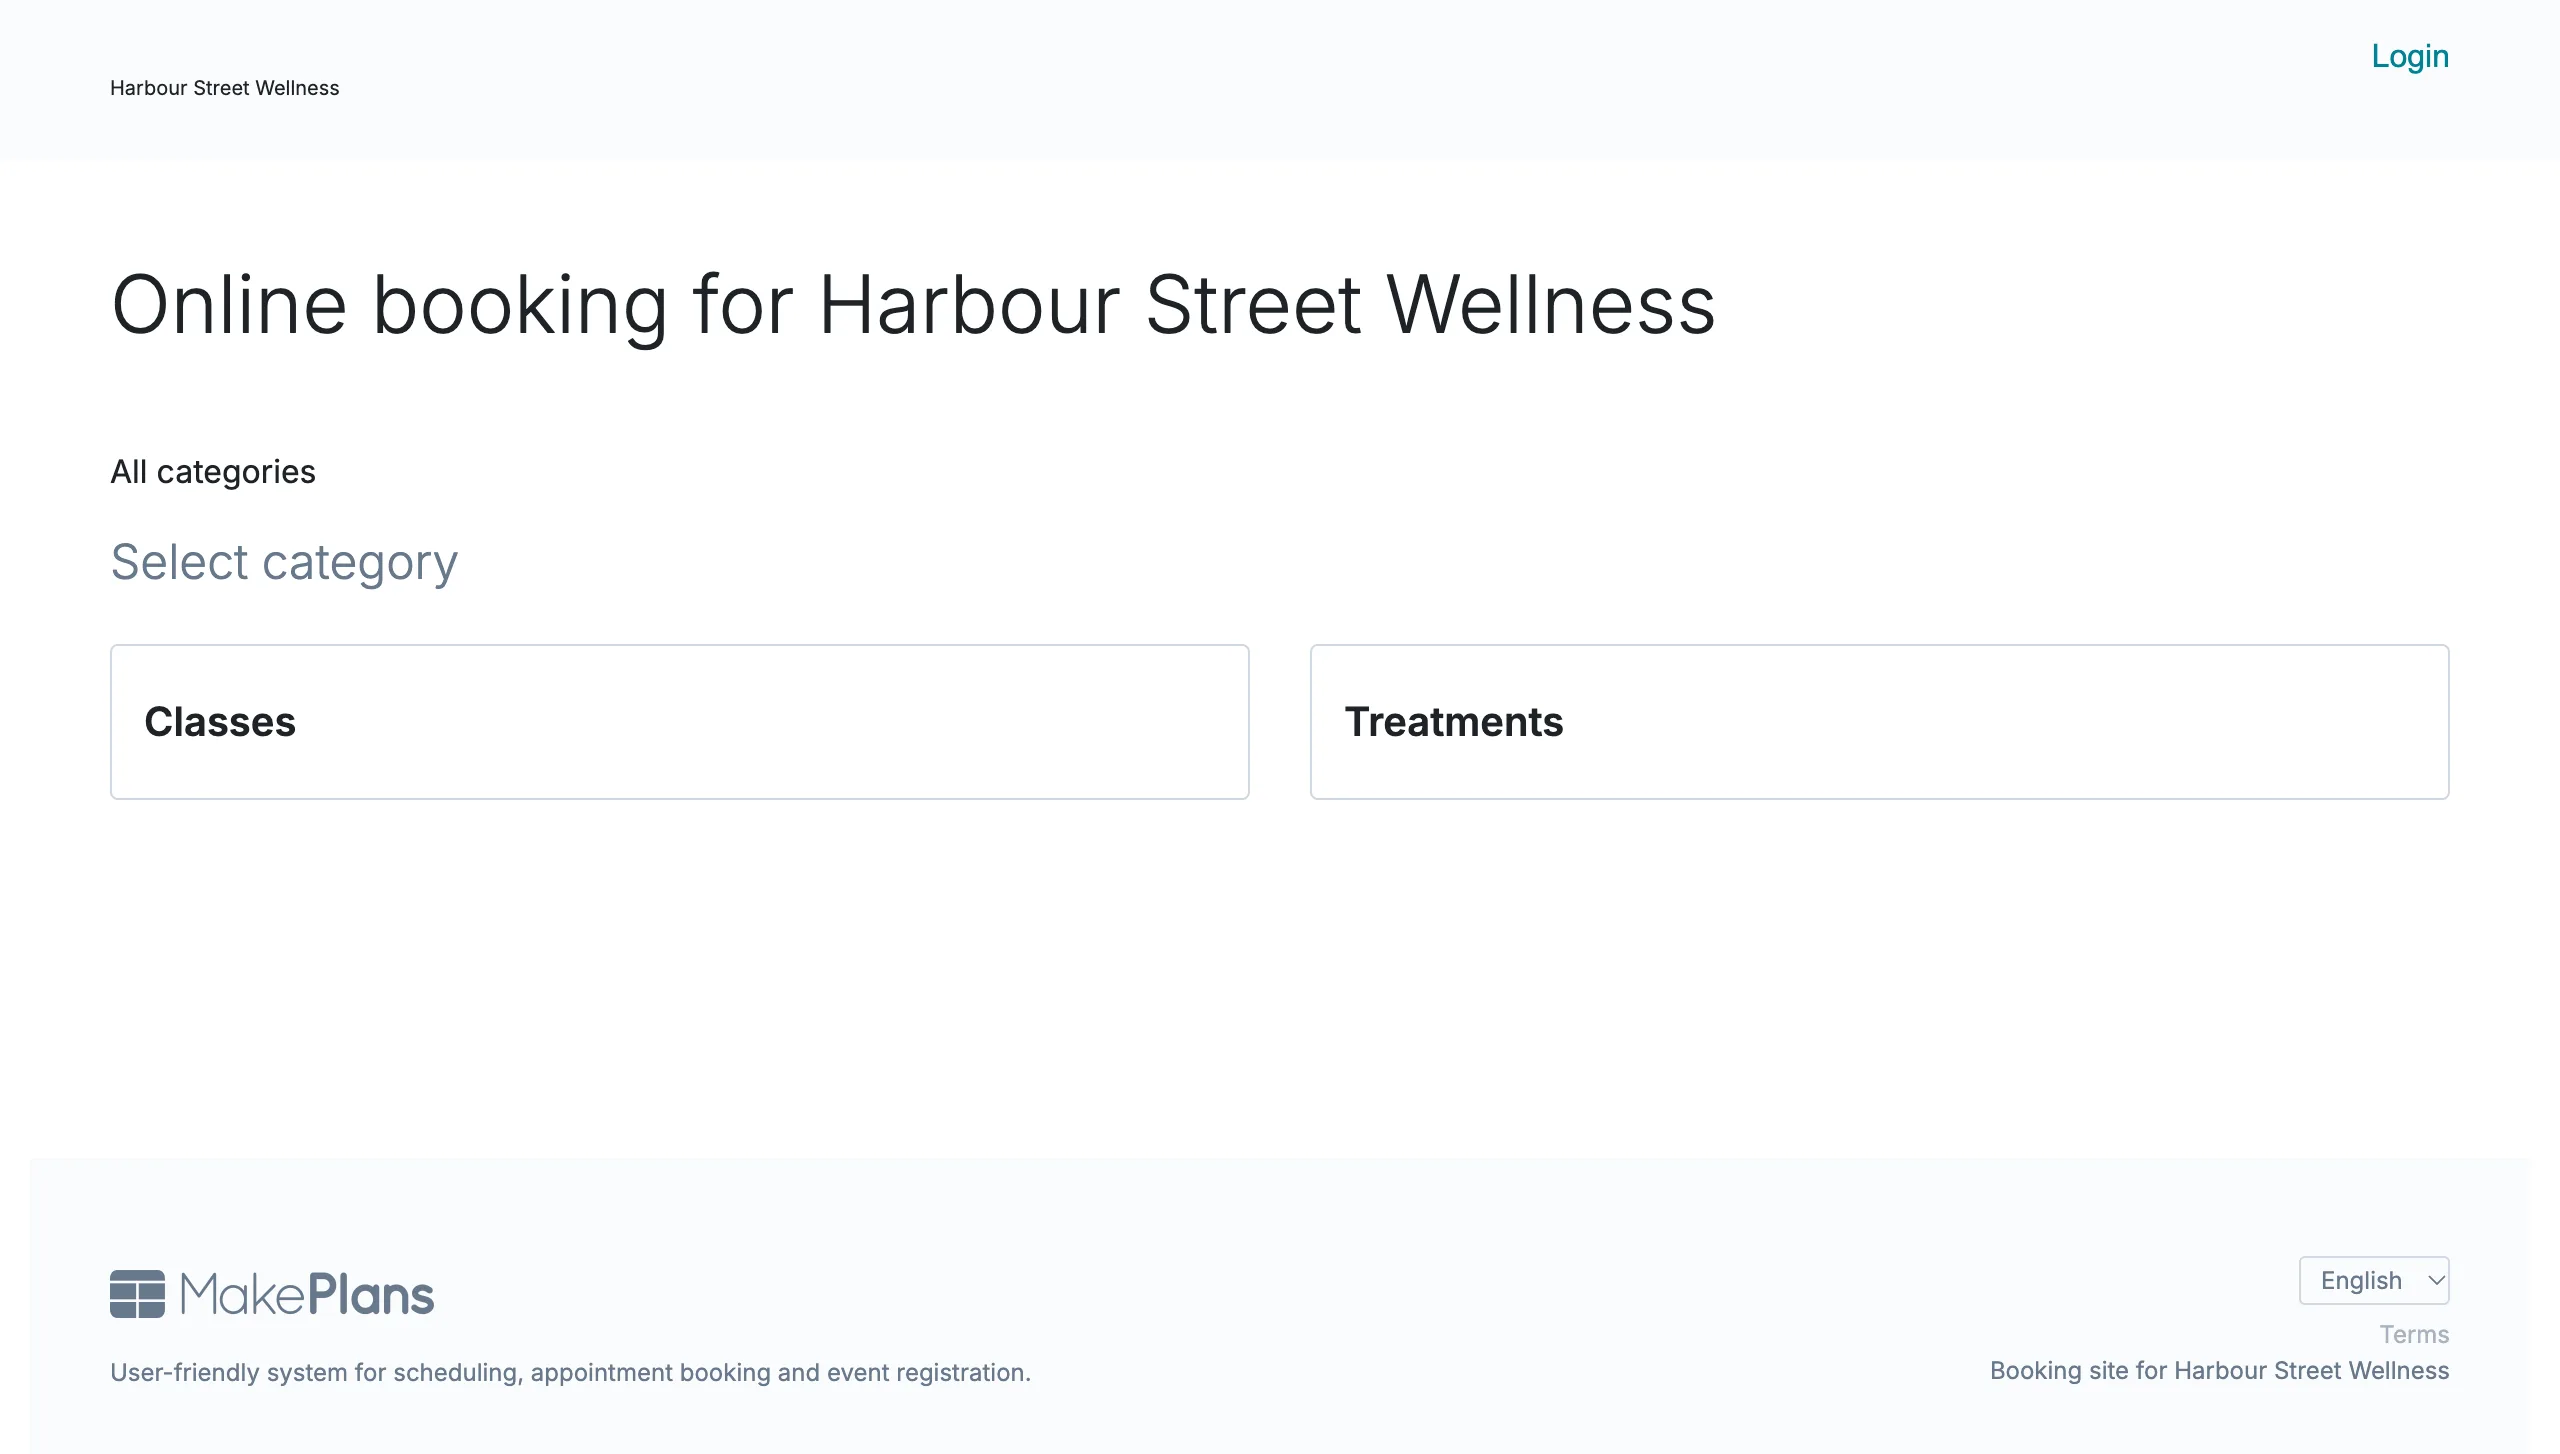 Login
Harbour Street Wellness
Online booking for Harbour Street Wellness
All categories
Select category
Classes
Treatments
MakePlans
User-friendly system for scheduling, appointment booking and event registration.
English
Terms
Booking site for Harbour Street Wellness